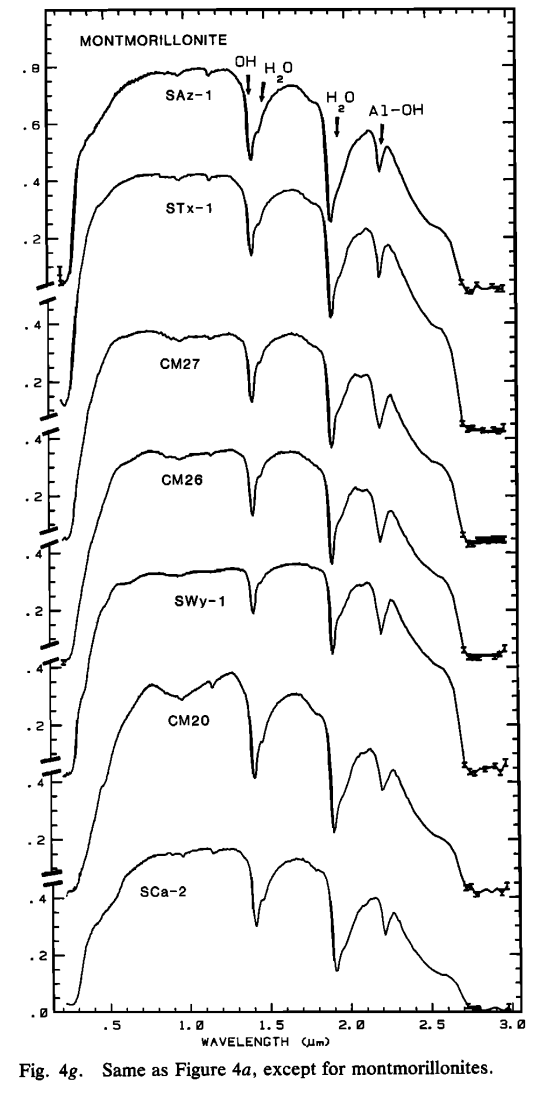 MONTMORILLONITE
.8
OH
H2O
SAz-1
H2O
Al-OH
.6
.4
STx-1
.2
.4
CM27
.2
.4
CM26
.2
.4
SWy-1
.2
.4
CM20
.2
.4
SCa-2
.2
.4
.2
.0
.5 1.0 1.5 2.0 2.5 3.0
WAVELENGTH (μm)
Fig. 4g. Same as Figure 4a, except for montmorillonites.